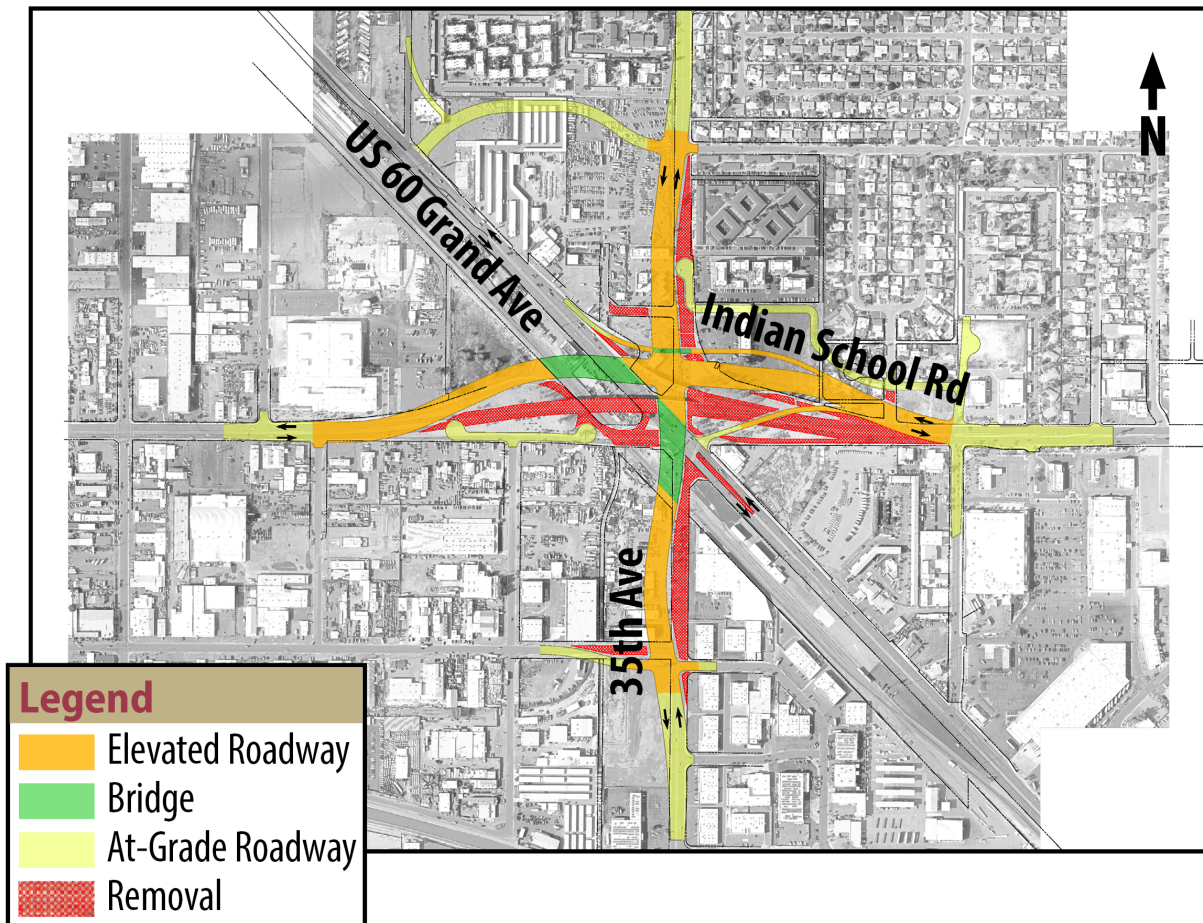 N
US 60 Grand Ave
Indian School Rd
35th Ave
Legend
Elevated Roadway
Bridge
At-Grade Roadway
Removal